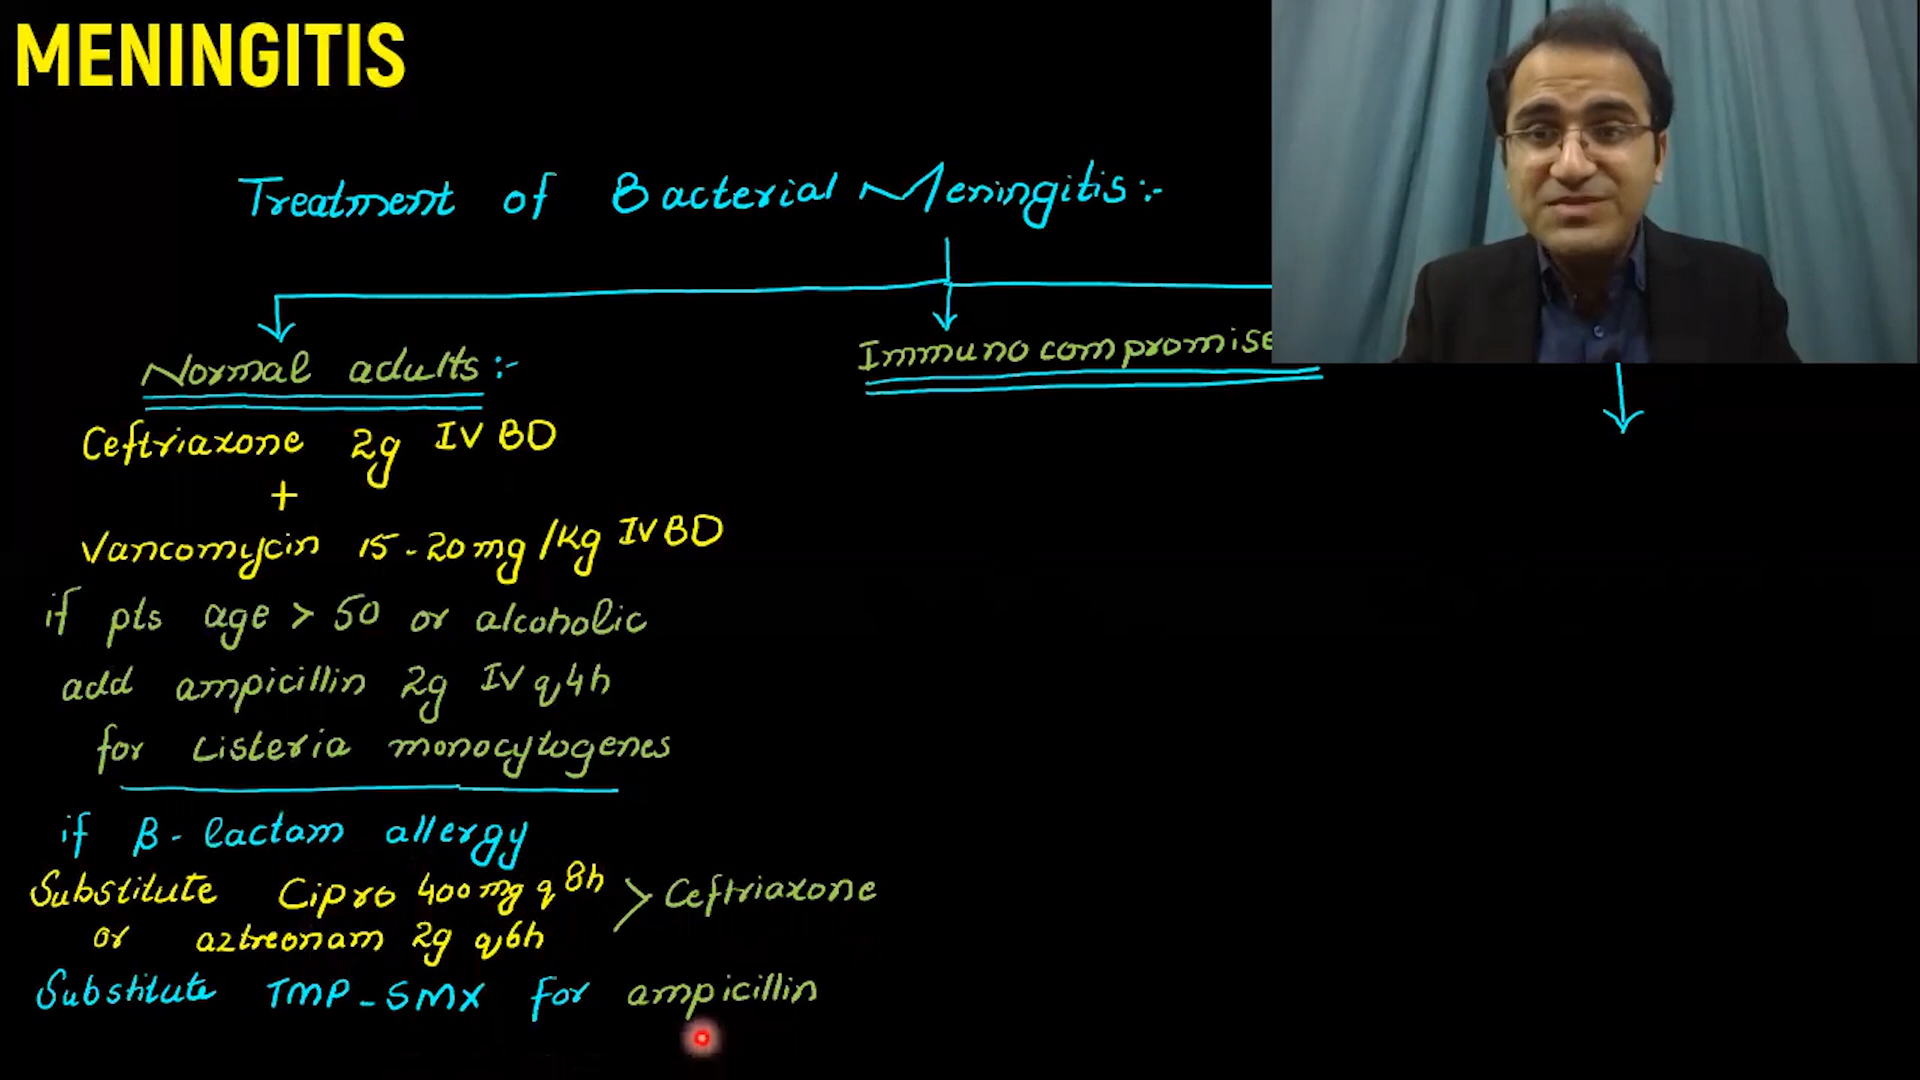 MENINGITIS
Treatment of Bacterial Meningitis:-
Normal adults :-
Immunocompromise
Ceftriaxone 2g IV BD
+
Vancomycin 15-20mg/kg IV BD
if pts age > 50 or alcoholic
add ampicillin 2g IV q4h
for Listeria monocytogenes
if β-lactam allergy
Substitute Cipro 400mg q 8h
or aztreonam 2g q6h > Ceftriaxone
Substitute TMP-SMX for ampicillin